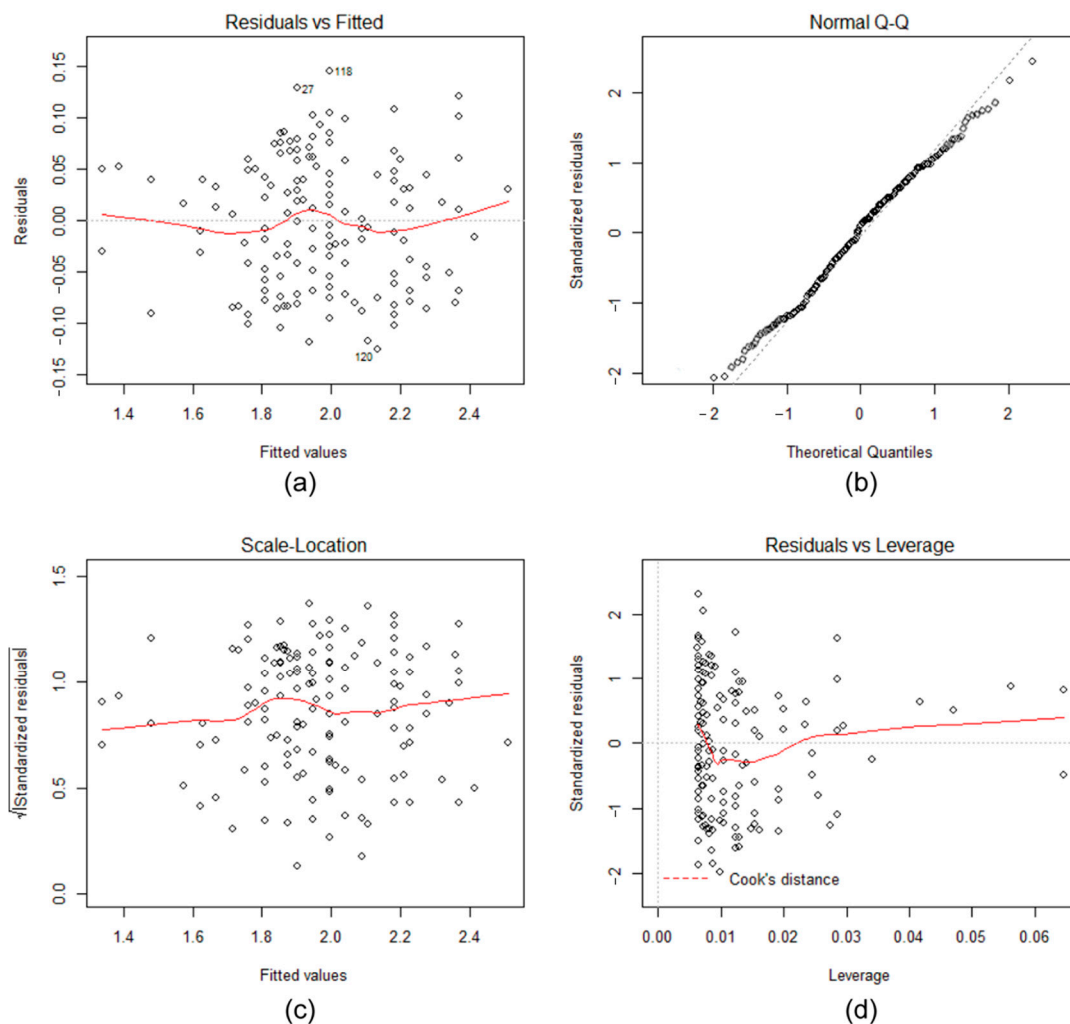 Residuals vs Fitted
Residuals
0.15
0.10
0.05
0.00
−0.05
−0.10
−0.15
118
27
120
1.4 1.6 1.8 2.0 2.2 2.4
Fitted values
(a)
Normal Q-Q
Standardized residuals
2
1
0
−1
−2
−2 −1 0 1 2
Theoretical Quantiles
(b)
Scale-Location
√|Standardized residuals|
1.5
1.0
0.5
0.0
1.4 1.6 1.8 2.0 2.2 2.4
Fitted values
(c)
Residuals vs Leverage
Standardized residuals
2
1
0
−1
−2
Cook's distance
0.00 0.01 0.02 0.03 0.04 0.05 0.06
Leverage
(d)